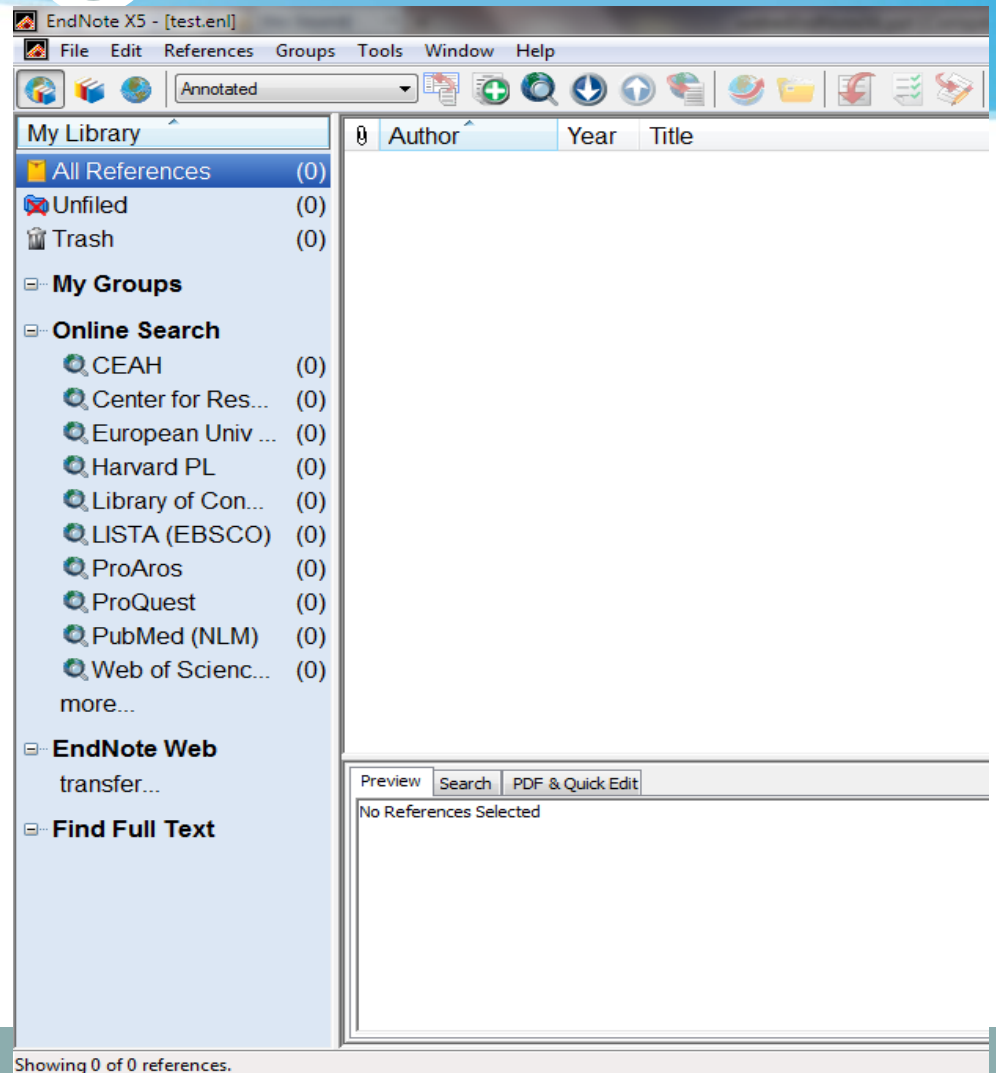 EndNote X5 - [test.enl]
File Edit References Groups Tools Window Help
Annotated
My Library
Author Year Title
All References (0)
Unfiled (0)
Trash (0)
My Groups
Online Search
CEAH (0)
Center for Res... (0)
European Univ ... (0)
Harvard PL (0)
Library of Con... (0)
LISTA (EBSCO) (0)
ProAros (0)
ProQuest (0)
PubMed (NLM) (0)
Web of Scienc... (0)
more...
EndNote Web
transfer...
Find Full Text
Preview Search PDF & Quick Edit
No References Selected
Showing 0 of 0 references.